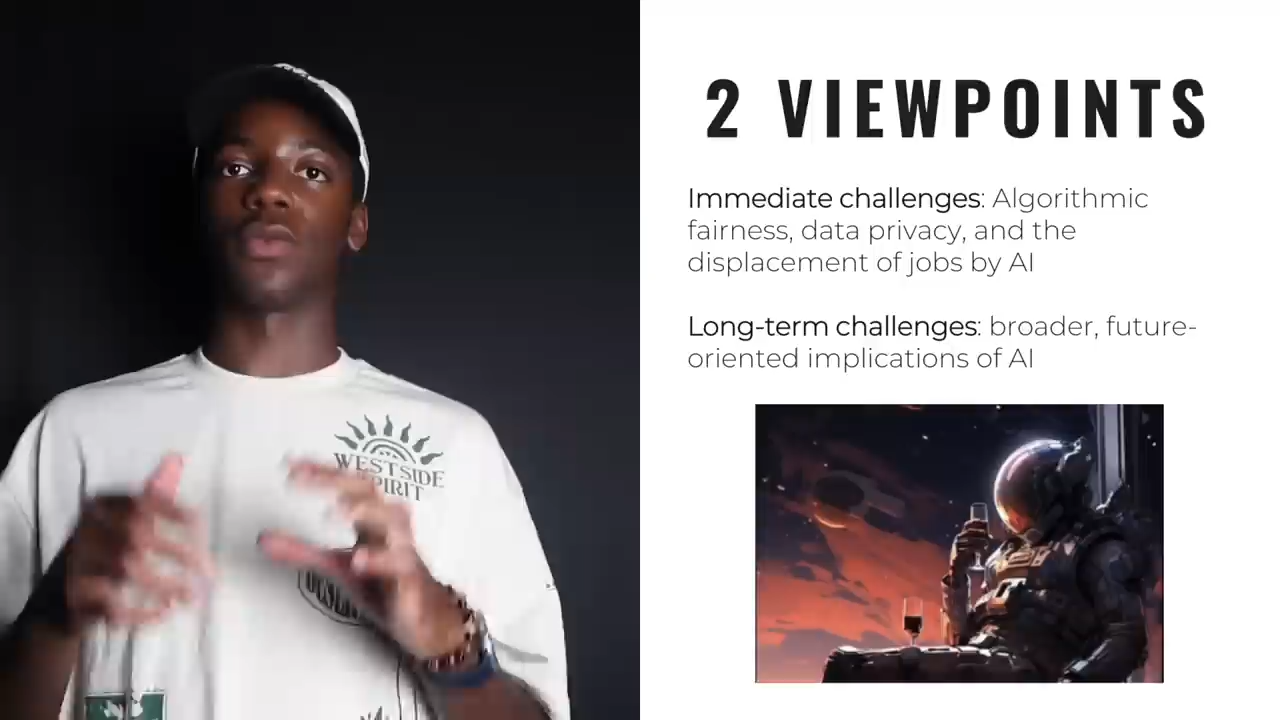 2 VIEWPOINTS
Immediate challenges: Algorithmic
fairness, data privacy, and the
displacement of jobs by AI
Long-term challenges: broader, future-
oriented implications of AI
WESTSIDE
SPIRIT